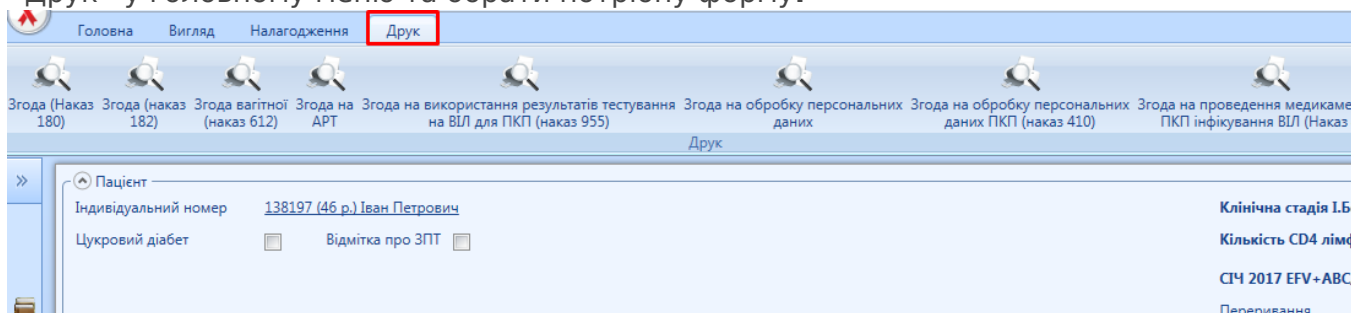 "Друк" у головному меню та обрати потрібну форму.
Головна Вигляд Налагодження Друк
Згода (Наказ 180) Згода (наказ 182) Згода вагітної (наказ 612) Згода на АРТ Згода на використання результатів тестування на ВІЛ для ПКП (наказ 955) Згода на обробку персональних даних Згода на обробку персональних даних ПКП (наказ 410) Згода на проведення медикаме ПКП інфікування ВІЛ (Наказ
Друк
Пацієнт
Індивідуальний номер 138197 (46 р.) Іван Петрович
Клінічна стадія І.Б
Цукровий діабет Відмітка про ЗПТ
Кількість CD4 лімф
СІЧ 2017 EFV+ABC
Переривання